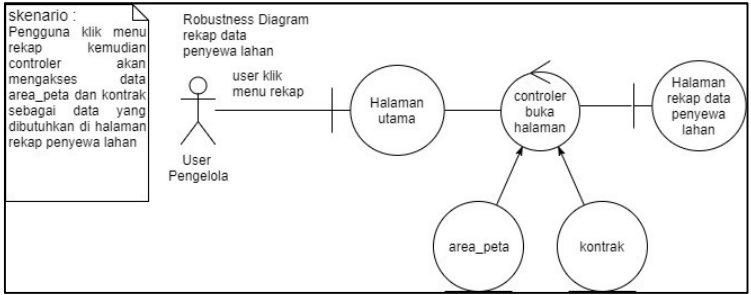 skenario :
Pengguna klik menu
rekap kemudian
controler akan
mengakses data
area_peta dan kontrak
sebagai data yang
dibutuhkan di halaman
rekap penyewa lahan
Robustness Diagram
rekap data
penyewa lahan
user klik
menu rekap
User
Pengelola
Halaman
utama
controler
buka
halaman
Halaman
rekap data
penyewa
lahan
area_peta
kontrak